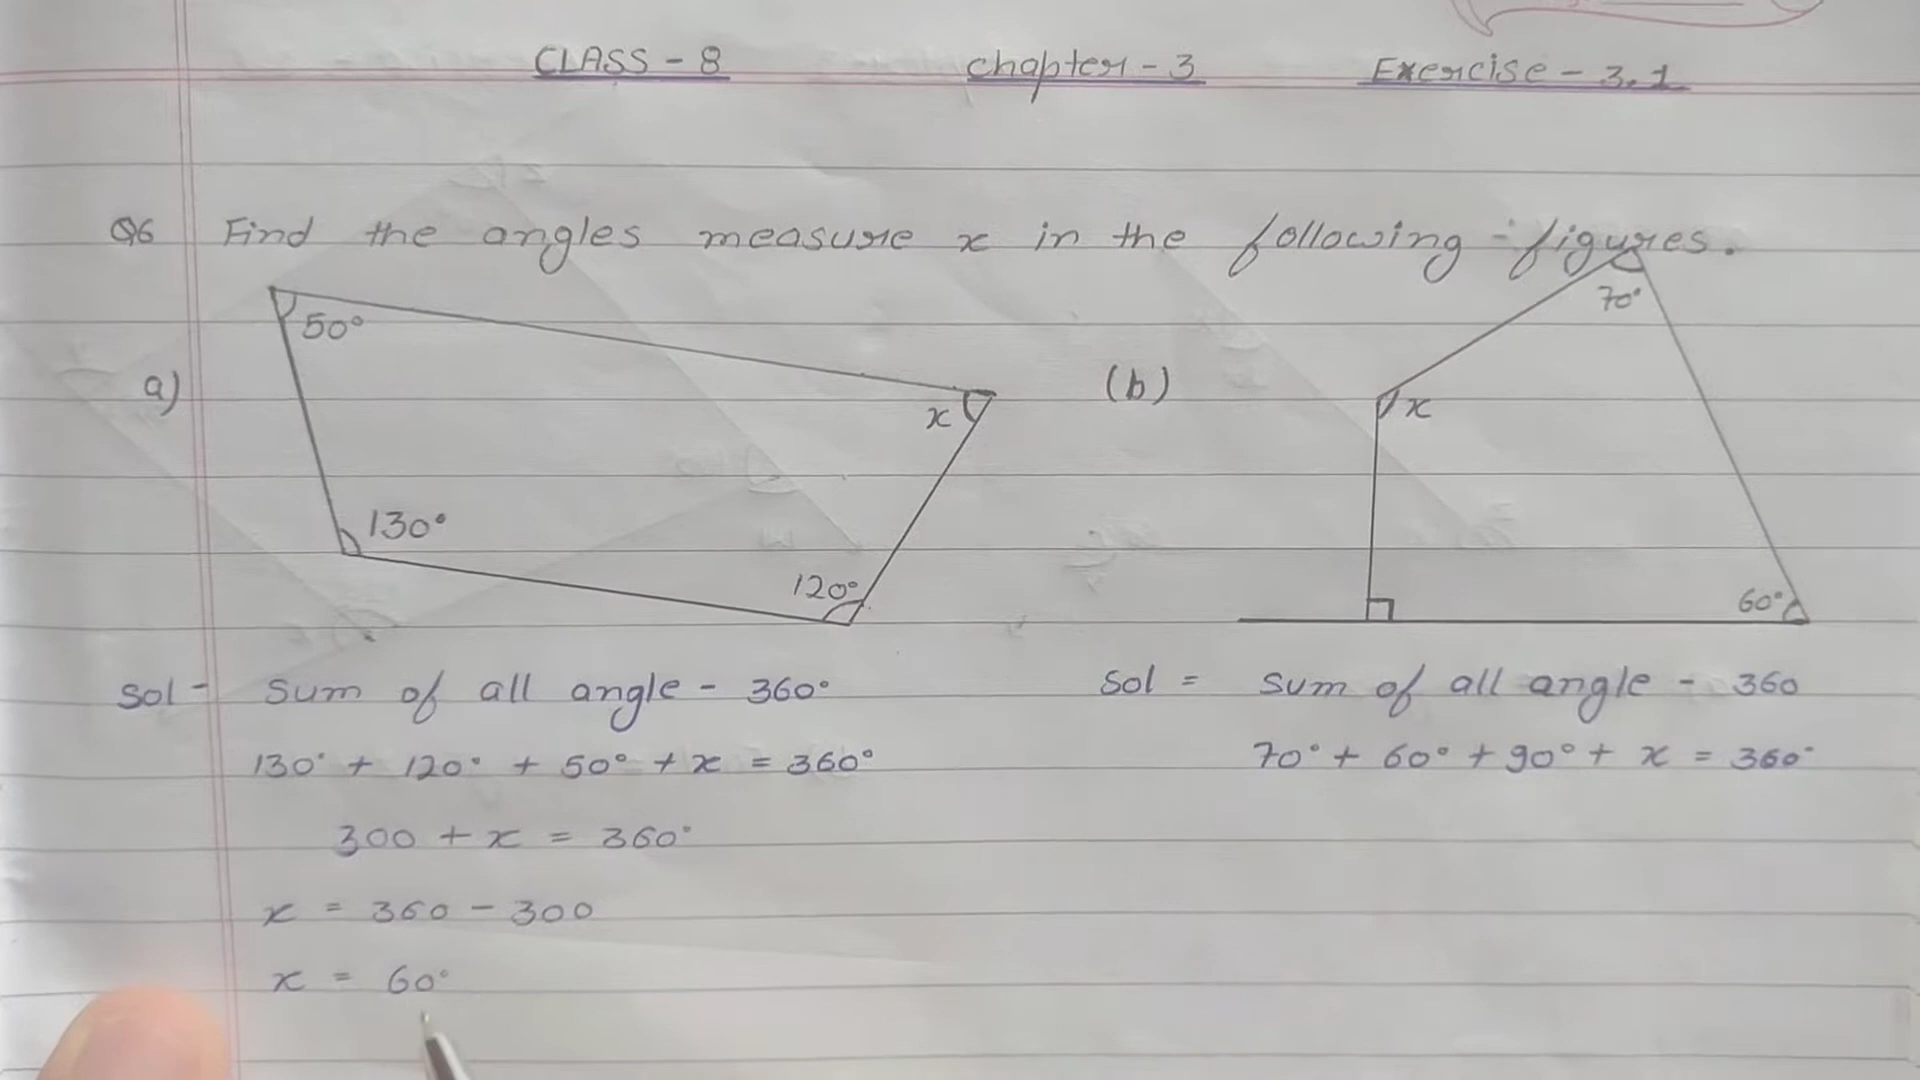 CLASS - 8 chapter - 3 Exercise - 3.1
Q6 Find the angles measure x in the following figures.
a) 50° x 130° 120°
(b) 70° x 60°
Sol - Sum of all angle - 360°
130° + 120° + 50° + x = 360°
300 + x = 360°
x = 360 - 300
x = 60°
Sol = Sum of all angle - 360
70° + 60° + 90° + x = 360°